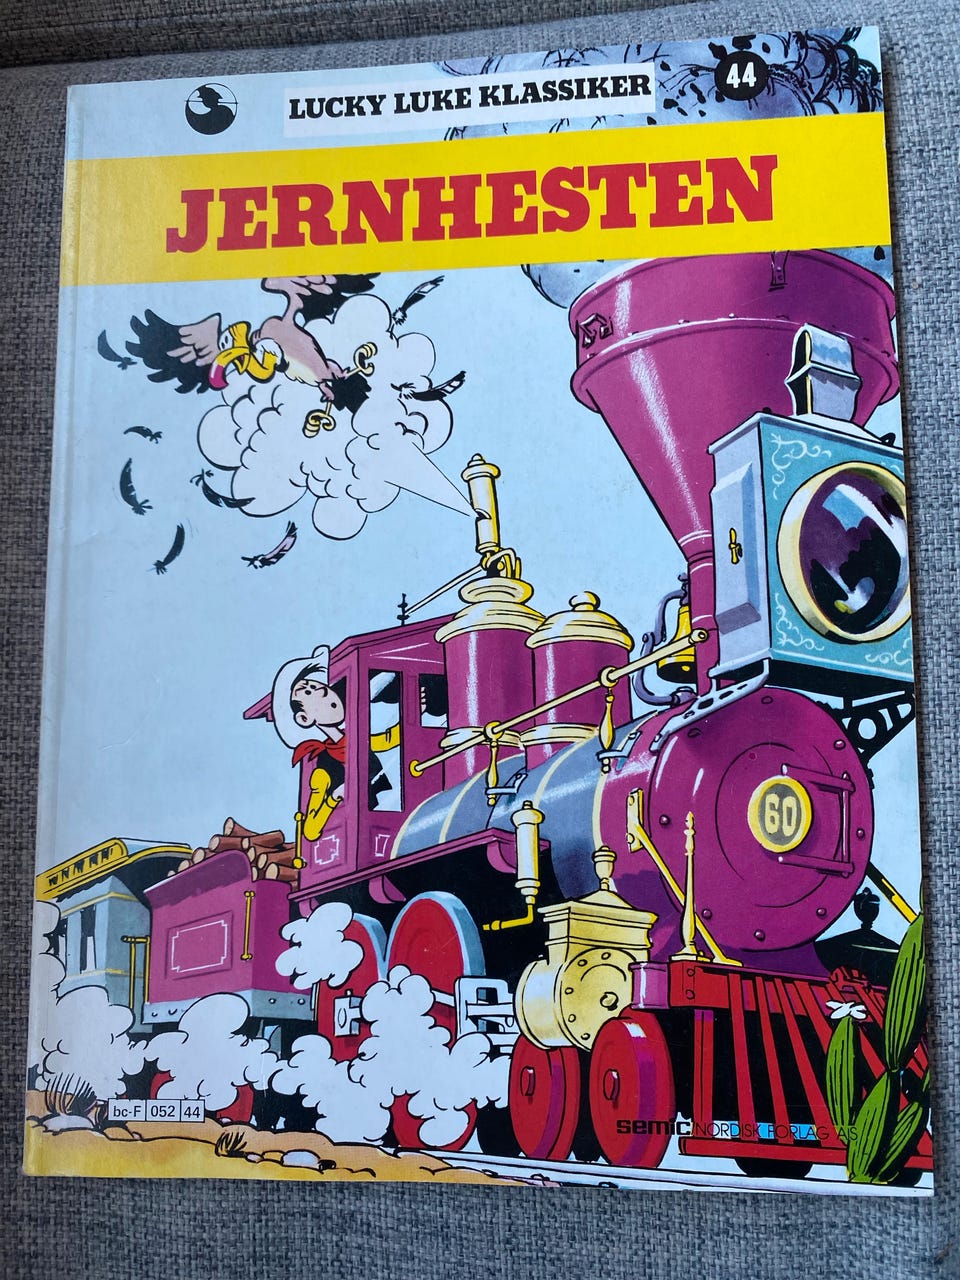 LUCKY LUKE KLASSIKER
44
JERNHESTEN
60
bc-F 052 44
semic NORDISK FORLAG A/S